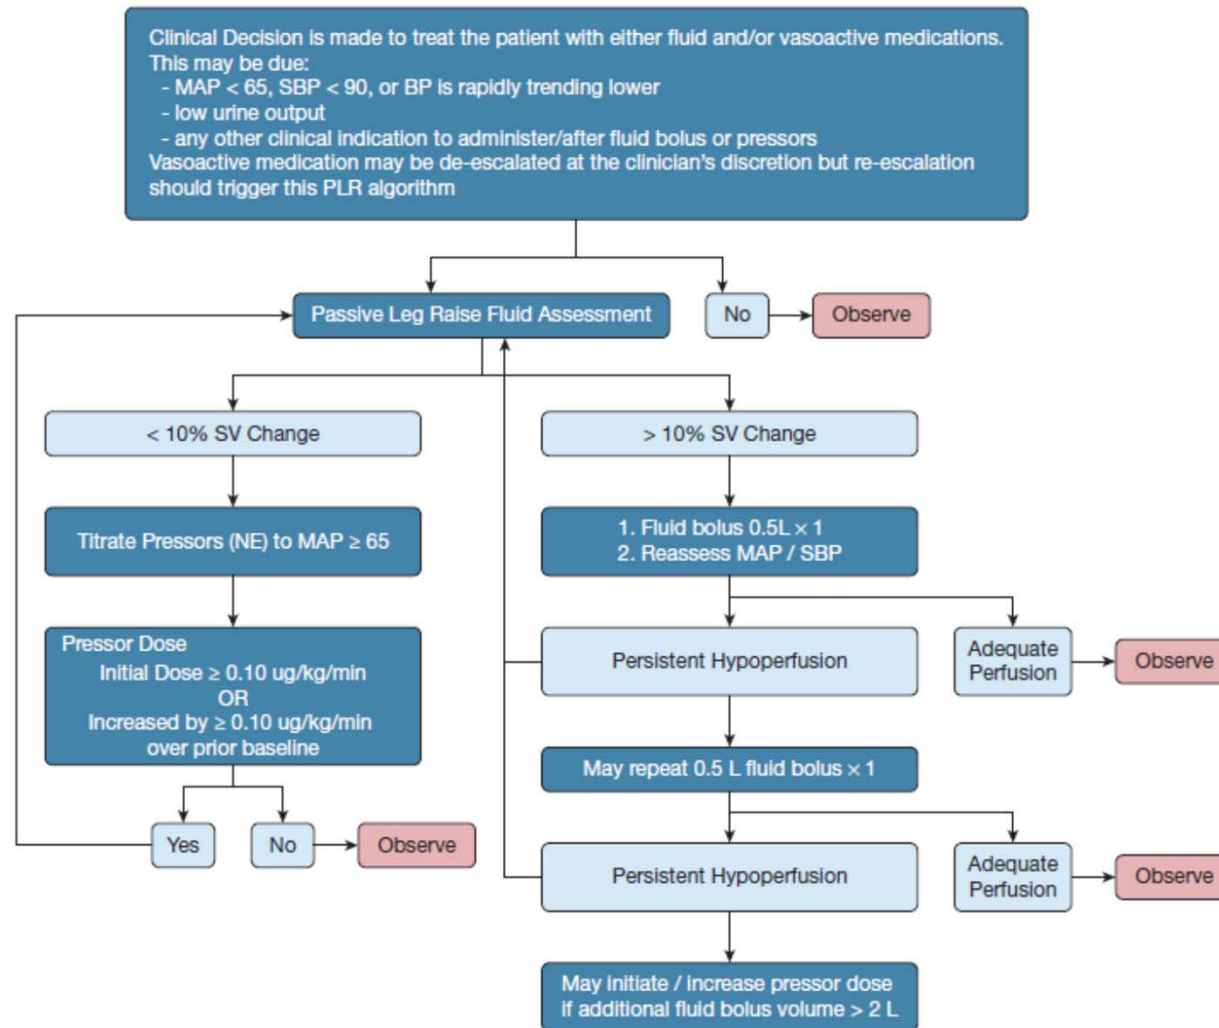 Clinical Decision is made to treat the patient with either fluid and/or vasoactive medications.
This may be due:
- MAP < 65, SBP < 90, or BP is rapidly trending lower
- low urine output
- any other clinical indication to administer/after fluid bolus or pressors
Vasoactive medication may be de-escalated at the clinician's discretion but re-escalation
should trigger this PLR algorithm
Passive Leg Raise Fluid Assessment
No
Observe
< 10% SV Change
> 10% SV Change
Titrate Pressors (NE) to MAP ≥ 65
1. Fluid bolus 0.5L × 1
2. Reassess MAP / SBP
Pressor Dose
Initial Dose ≥ 0.10 ug/kg/min
OR
Increased by ≥ 0.10 ug/kg/min
over prior baseline
Persistent Hypoperfusion
Adequate
Perfusion
Observe
May repeat 0.5 L fluid bolus × 1
Yes
No
Observe
Persistent Hypoperfusion
Adequate
Perfusion
Observe
May initiate / increase pressor dose
if additional fluid bolus volume > 2 L